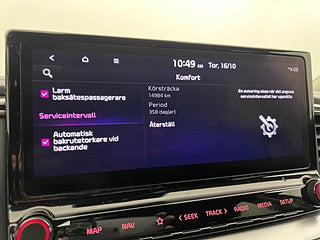 10:49 AM Tor, 16/10
Komfort
Larm
baksätespassagerare
Serviceintervall
Automatisk
bakrutetorkare vid
backande
Körsträcka
14984 km
Period
358 dag(ar)
Återställ
En avisering visas när det angivna
serviceintervallet har uppnåtts
MAP NAV < SEEK TRACK > RADIO MEDIA SETUP